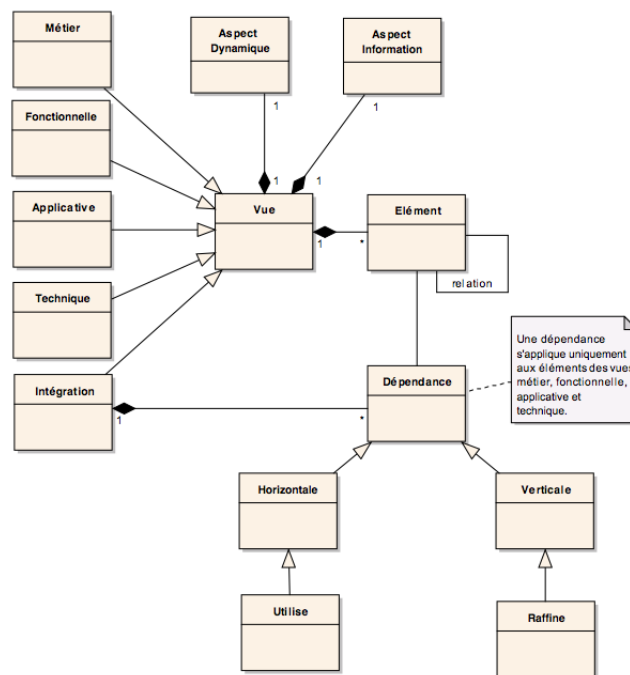 Métier
Aspect
Dynamique
Aspect
Information
1
1
Fonctionnelle
1
1
Vue
Elément
Applicative
1
*
relation
Technique
Une dépendance
s'applique uniquement
aux éléments des vues
métier, fonctionnelle,
applicative et
technique.
Intégration
Dépendance
1
*
Horizontale
Verticale
Utilise
Raffine